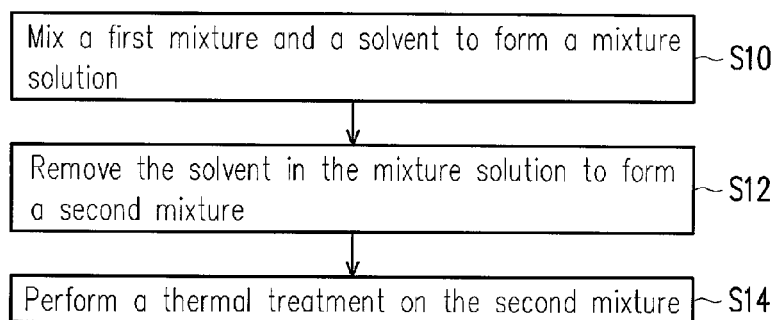 Mix a first mixture and a solvent to form a mixture
solution
S10
Remove the solvent in the mixture solution to form
a second mixture
S12
Perform a thermal treatment on the second mixture
S14